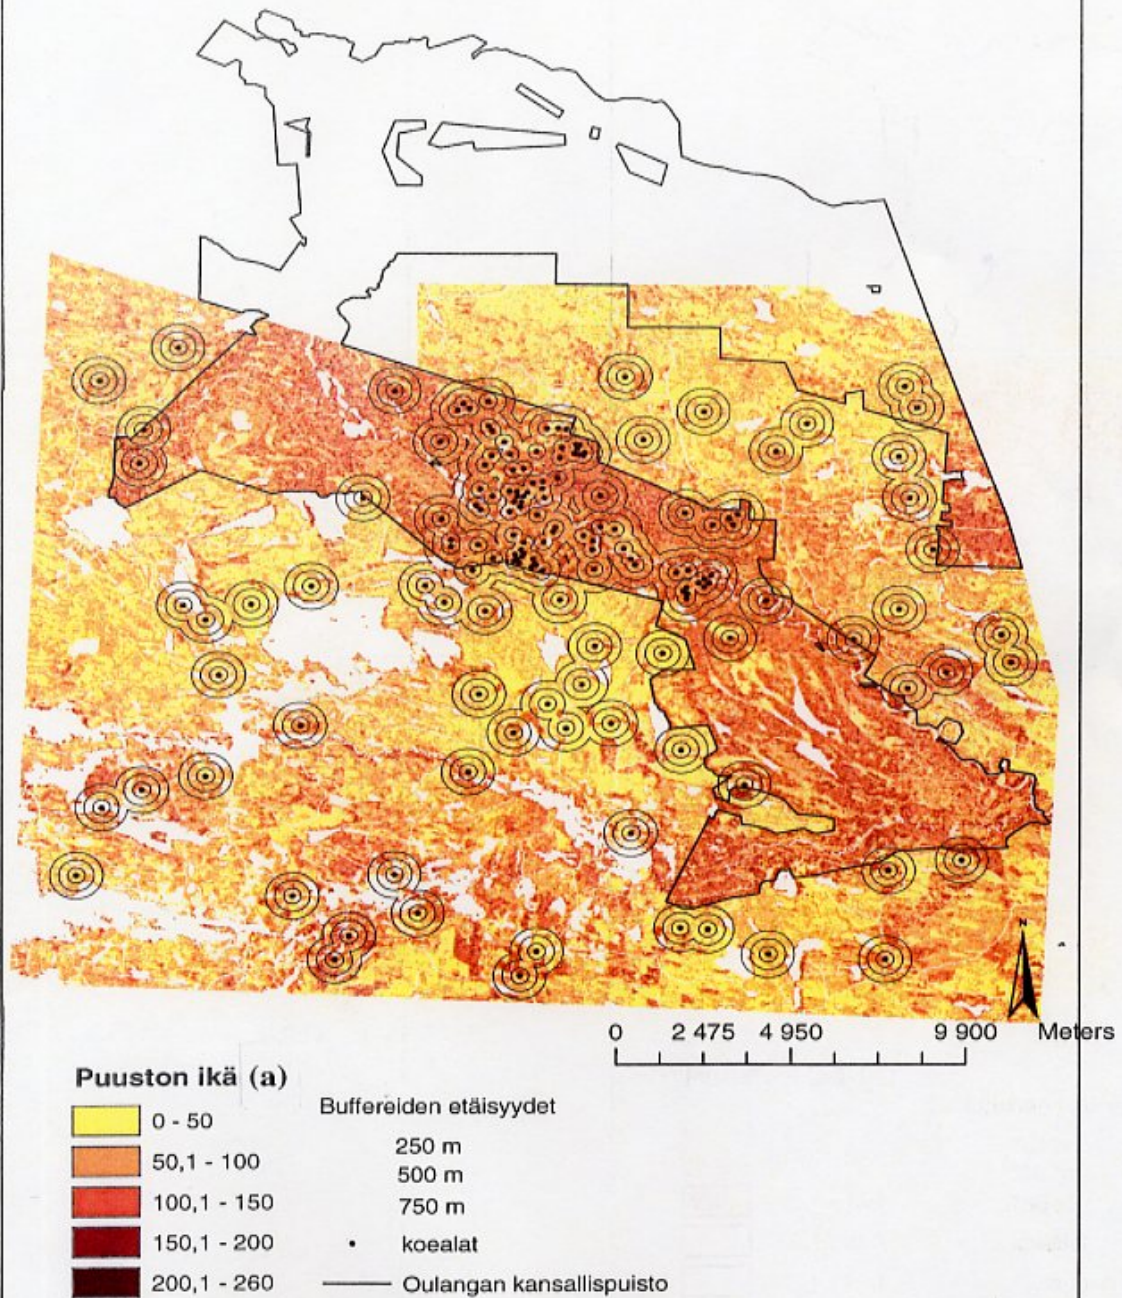 N
0 2 475 4 950 9 900 Meters
Puuston ikä (a)
0 - 50
50,1 - 100
100,1 - 150
150,1 - 200
200,1 - 260
Buffereiden etäisyydet
250 m
500 m
750 m
koealat
Oulangan kansallispuisto